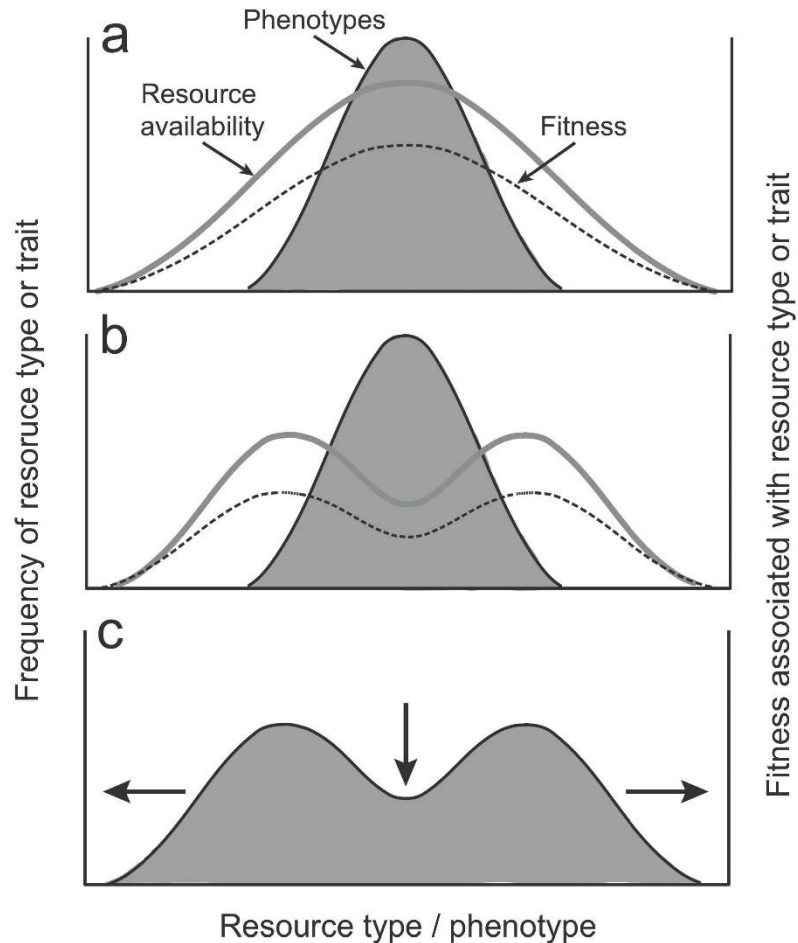 a
Phenotypes
Resource
availability
Fitness
b
c
Frequency of resoruce type or trait
Fitness associated with resource type or trait
Resource type / phenotype